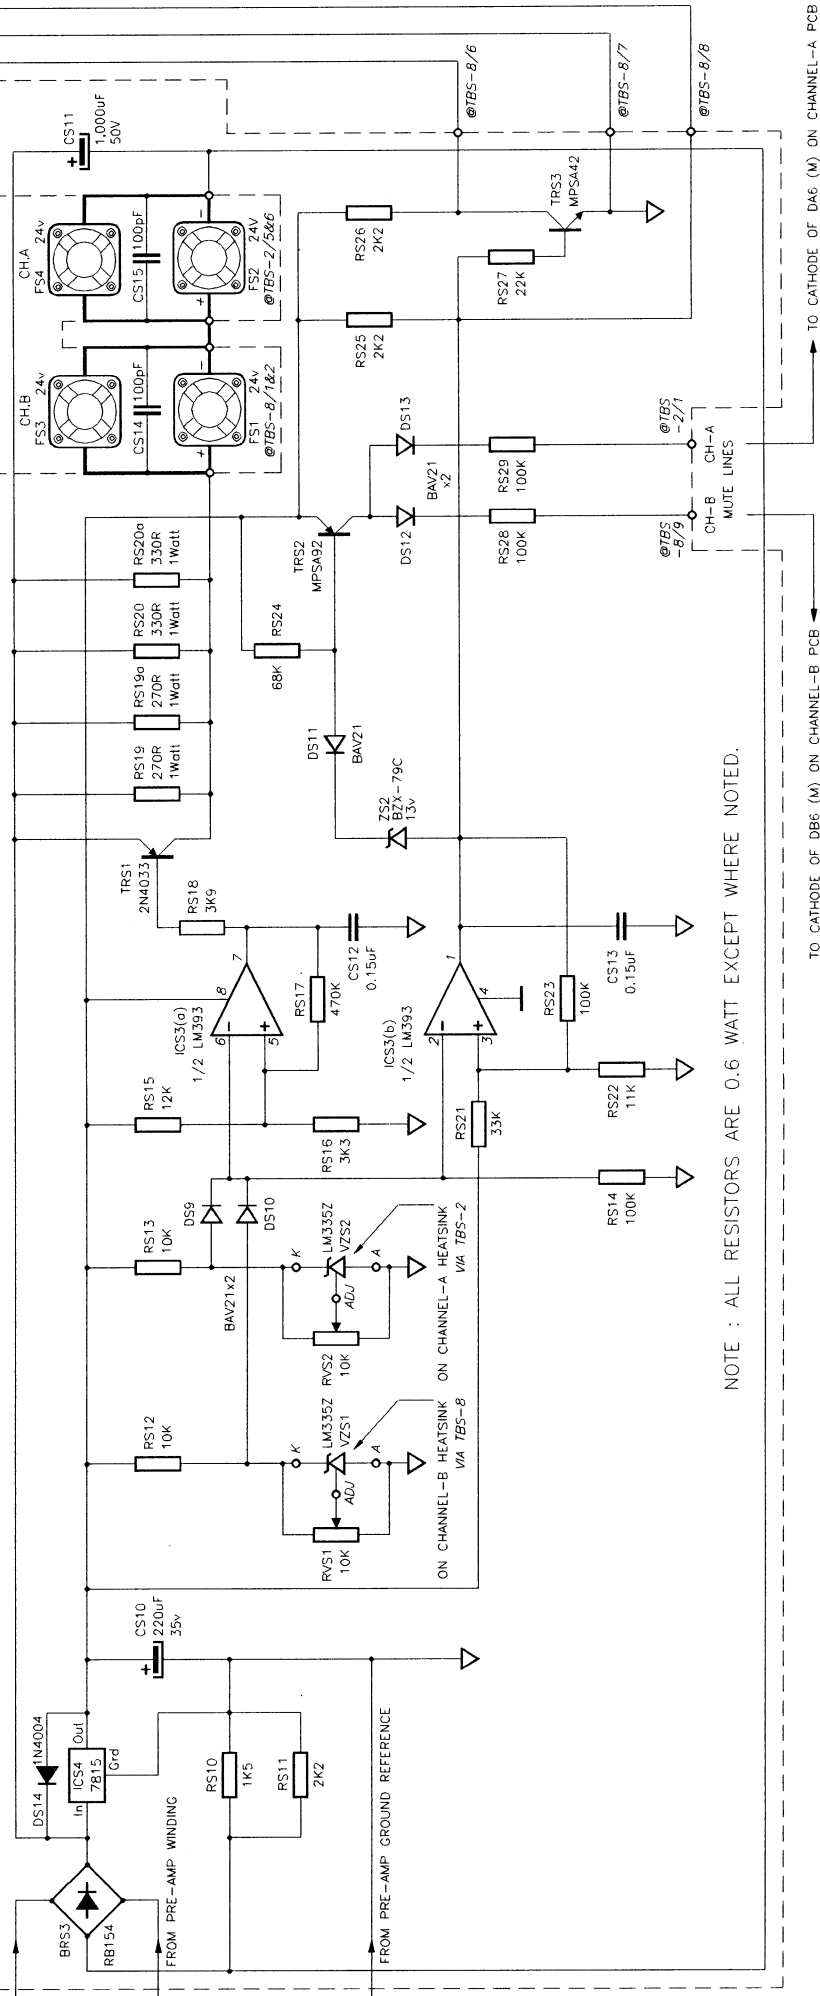 CS11
1,000uF
50V
+
CH.A
FS4
24v
CS15
100pF
+
-
24V
FS2
@TBS-2/5&6
CH.B
FS3
24v
CS14
100pF
+
-
24v
FS1
@TBS-8/1&2
@TBS-8/6
@TBS-8/7
@TBS-8/8
TRS3
MPSA42
RS26
2K2
RS27
22K
RS25
2K2
RS20a
330R
1Watt
RS20
330R
1Watt
RS19a
270R
1Watt
RS19
270R
1Watt
TRS2
MPSA92
DS13
DS12
BAV21
x2
RS29
100K
RS28
100K
@TBS
-2/1
@TBS
-8/9
CH-A
CH-B
MUTE LINES
TO CATHODE OF DA6 (M) ON CHANNEL-A PCB
TO CATHODE OF DB6 (M) ON CHANNEL-B PCB
RS24
68K
DS11
BAV21
ZS2
BZX-79C
13v
TRS1
2N4033
RS18
3K9
7
8
6
5
-
+
ICS3(a)
1/2 LM393
RS17
470K
CS12
0.15uF
1
4
2
3
-
+
ICS3(b)
1/2 LM393
RS23
100K
CS13
0.15uF
RS15
12K
RS16
3K3
RS21
33K
RS22
11K
RS14
100K
DS9
DS10
BAV21x2
RS13
10K
K
LM335Z
VZS2
A
ADJ
RVS2
10K
ON CHANNEL-A HEATSINK
VIA TBS-2
RS12
10K
K
LM335Z
VZS1
A
ADJ
RVS1
10K
ON CHANNEL-B HEATSINK
VIA TBS-8
NOTE : ALL RESISTORS ARE 0.6 WATT EXCEPT WHERE NOTED.
CS10
220uF
35v
+
DS14
1N4004
In
ICS4
7815
Out
Grd
RS10
1K5
RS11
2K2
BRS3
RB154
FROM PRE-AMP WINDING
FROM PRE-AMP GROUND REFERENCE